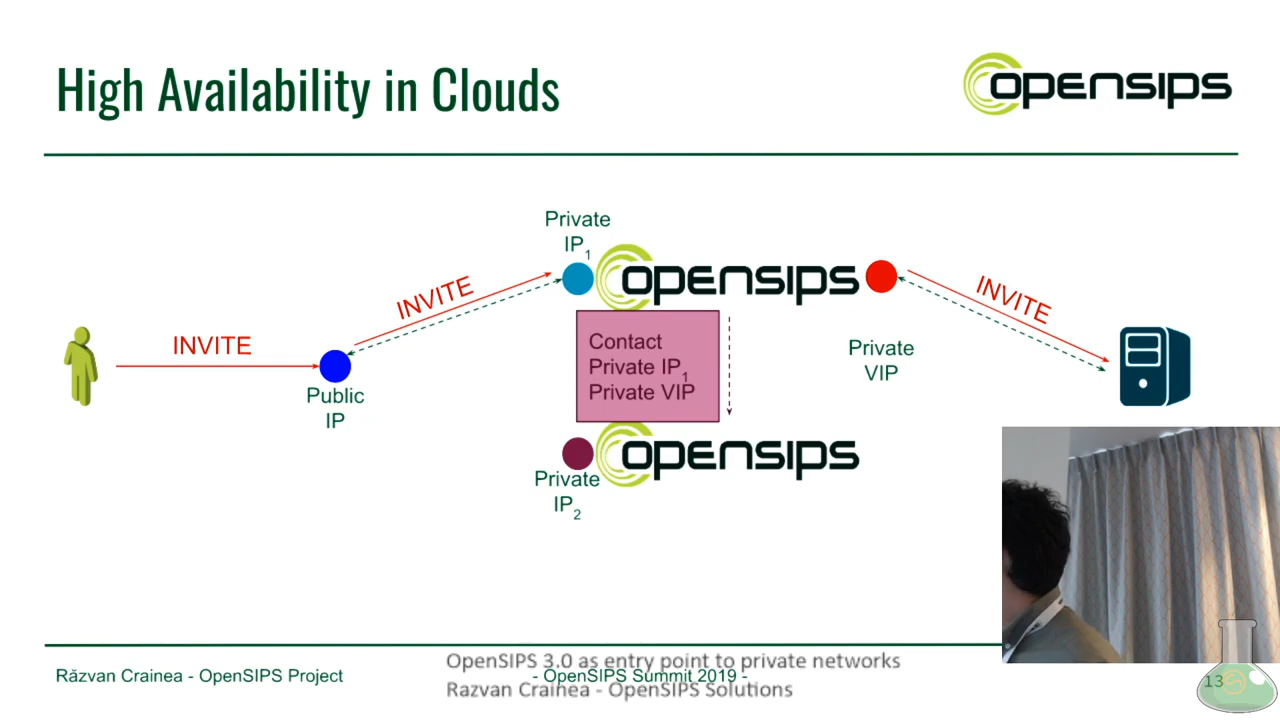 High Availability in Clouds
OPENSIPS
Private
IP1
OPENSIPS
INVITE
INVITE
INVITE
Public
IP
Contact
Private IP1
Private VIP
Private
VIP
OPENSIPS
Private
IP2
Răzvan Crainea - OpenSIPS Project
- OpenSIPS Summit 2019 -
OpenSIPS 3.0 as entry point to private networks
Razvan Crainea - OpenSIPS Solutions
13